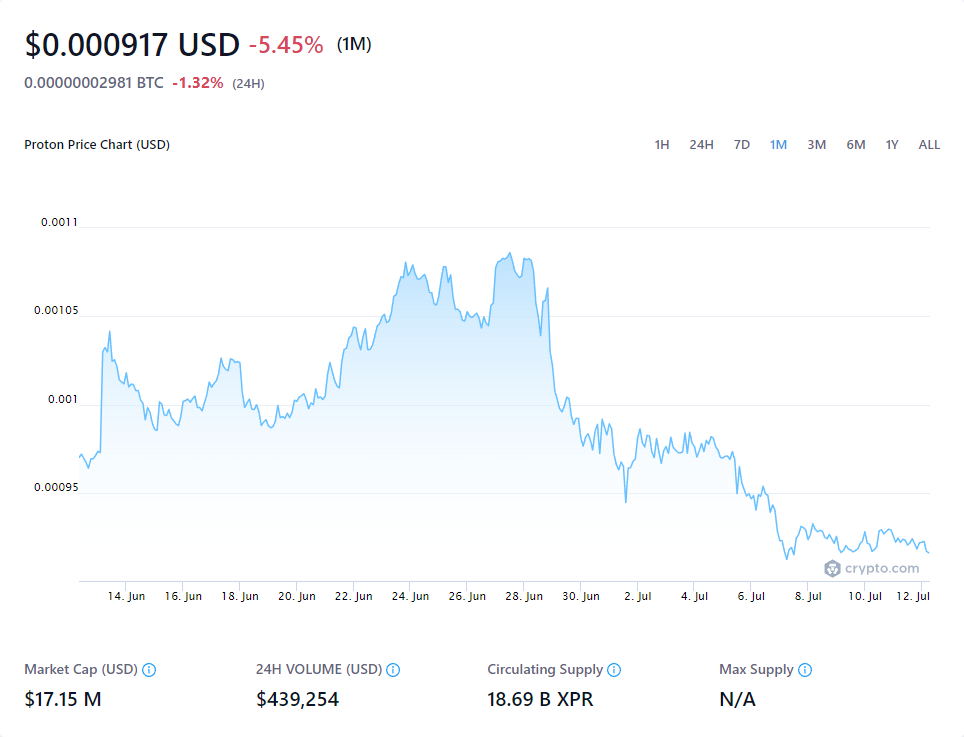 $0.000917 USD -5.45% (1M)
0.00000002981 BTC -1.32% (24H)
Proton Price Chart (USD)
1H 24H 7D 1M 3M 6M 1Y ALL
0.0011
0.00105
0.001
0.00095
crypto.com
14. Jun 16. Jun 18. Jun 20. Jun 22. Jun 24. Jun 26. Jun 28. Jun 30. Jun 2. Jul 4. Jul 6. Jul 8. Jul 10. Jul 12. Jul
Market Cap (USD) 24H VOLUME (USD) Circulating Supply Max Supply
$17.15 M $439,254 18.69 B XPR N/A